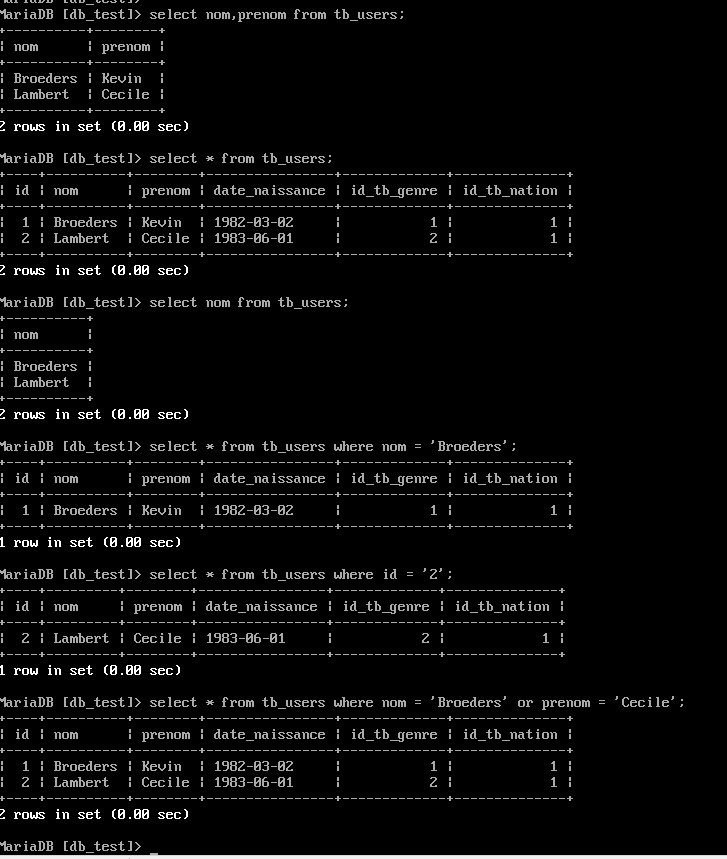 MariaDB [db_test]> select nom,prenom from tb_users;
+----------+--------+
| nom      | prenom |
+----------+--------+
| Broeders | Kevin  |
| Lambert  | Cecile |
+----------+--------+
2 rows in set (0.00 sec)
MariaDB [db_test]> select * from tb_users;
+----+----------+--------+----------------+-------------+--------------+
| id | nom      | prenom | date_naissance | id_tb_genre | id_tb_nation |
+----+----------+--------+----------------+-------------+--------------+
|  1 | Broeders | Kevin  | 1982-03-02     |           1 |            1 |
|  2 | Lambert  | Cecile | 1983-06-01     |           2 |            1 |
+----+----------+--------+----------------+-------------+--------------+
2 rows in set (0.00 sec)
MariaDB [db_test]> select nom from tb_users;
+----------+
| nom      |
+----------+
| Broeders |
| Lambert  |
+----------+
2 rows in set (0.00 sec)
MariaDB [db_test]> select * from tb_users where nom = 'Broeders';
+----+----------+--------+----------------+-------------+--------------+
| id | nom      | prenom | date_naissance | id_tb_genre | id_tb_nation |
+----+----------+--------+----------------+-------------+--------------+
|  1 | Broeders | Kevin  | 1982-03-02     |           1 |            1 |
+----+----------+--------+----------------+-------------+--------------+
1 row in set (0.00 sec)
MariaDB [db_test]> select * from tb_users where id = '2';
+----+---------+--------+----------------+-------------+--------------+
| id | nom     | prenom | date_naissance | id_tb_genre | id_tb_nation |
+----+---------+--------+----------------+-------------+--------------+
|  2 | Lambert | Cecile | 1983-06-01     |           2 |            1 |
+----+---------+--------+----------------+-------------+--------------+
1 row in set (0.00 sec)
MariaDB [db_test]> select * from tb_users where nom = 'Broeders' or prenom = 'Cecile';
+----+----------+--------+----------------+-------------+--------------+
| id | nom      | prenom | date_naissance | id_tb_genre | id_tb_nation |
+----+----------+--------+----------------+-------------+--------------+
|  1 | Broeders | Kevin  | 1982-03-02     |           1 |            1 |
|  2 | Lambert  | Cecile | 1983-06-01     |           2 |            1 |
+----+----------+--------+----------------+-------------+--------------+
2 rows in set (0.00 sec)
MariaDB [db_test]> _